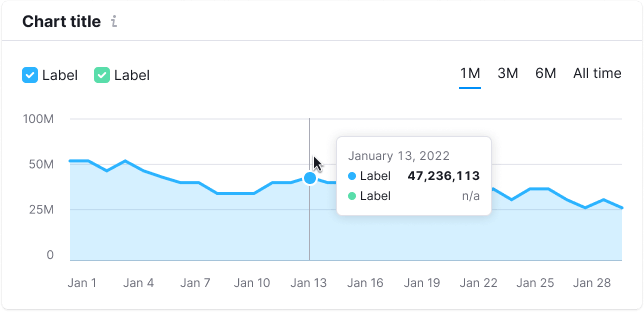 Chart title i
Label Label 1M 3M 6M All time
100M
50M
25M
0
January 13, 2022
Label 47,236,113
Label n/a
Jan 1 Jan 4 Jan 7 Jan 10 Jan 13 Jan 16 Jan 19 Jan 22 Jan 25 Jan 28